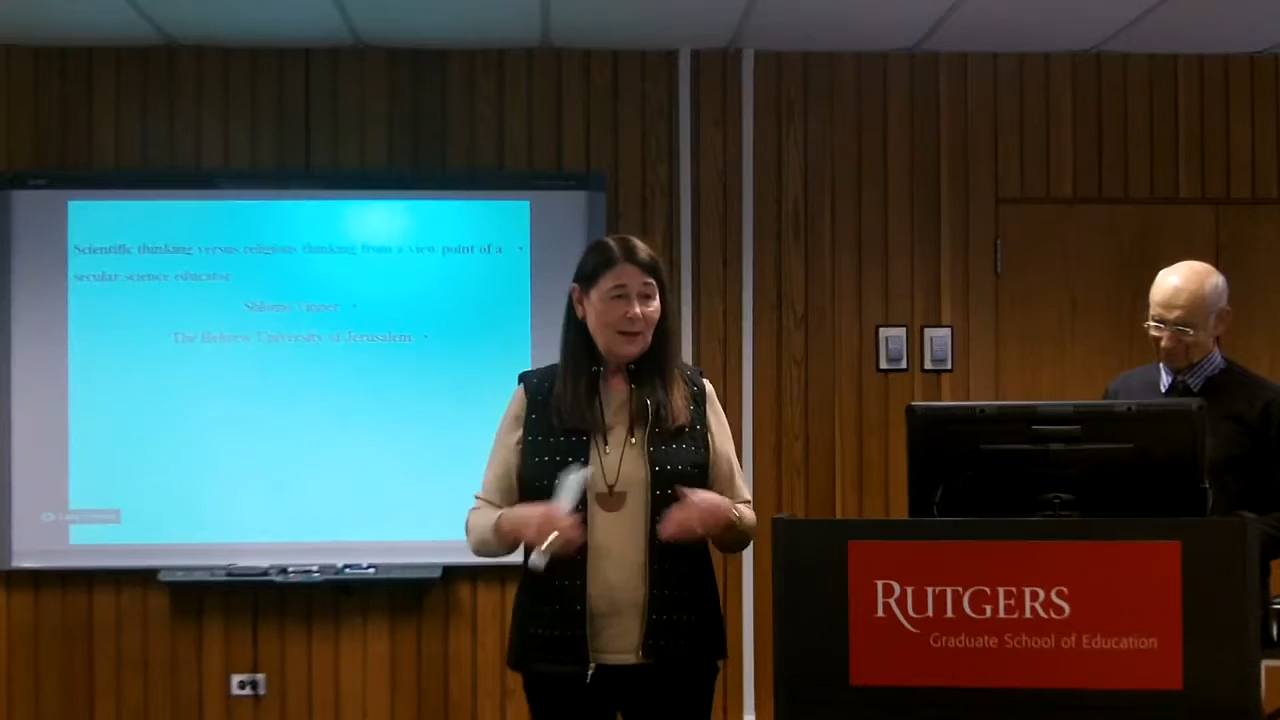 Scientific thinking versus religious thinking from a view point of a
secular science educator
Shlomo Vinner
The Hebrew University of Jerusalem
RUTGERS
Graduate School of Education